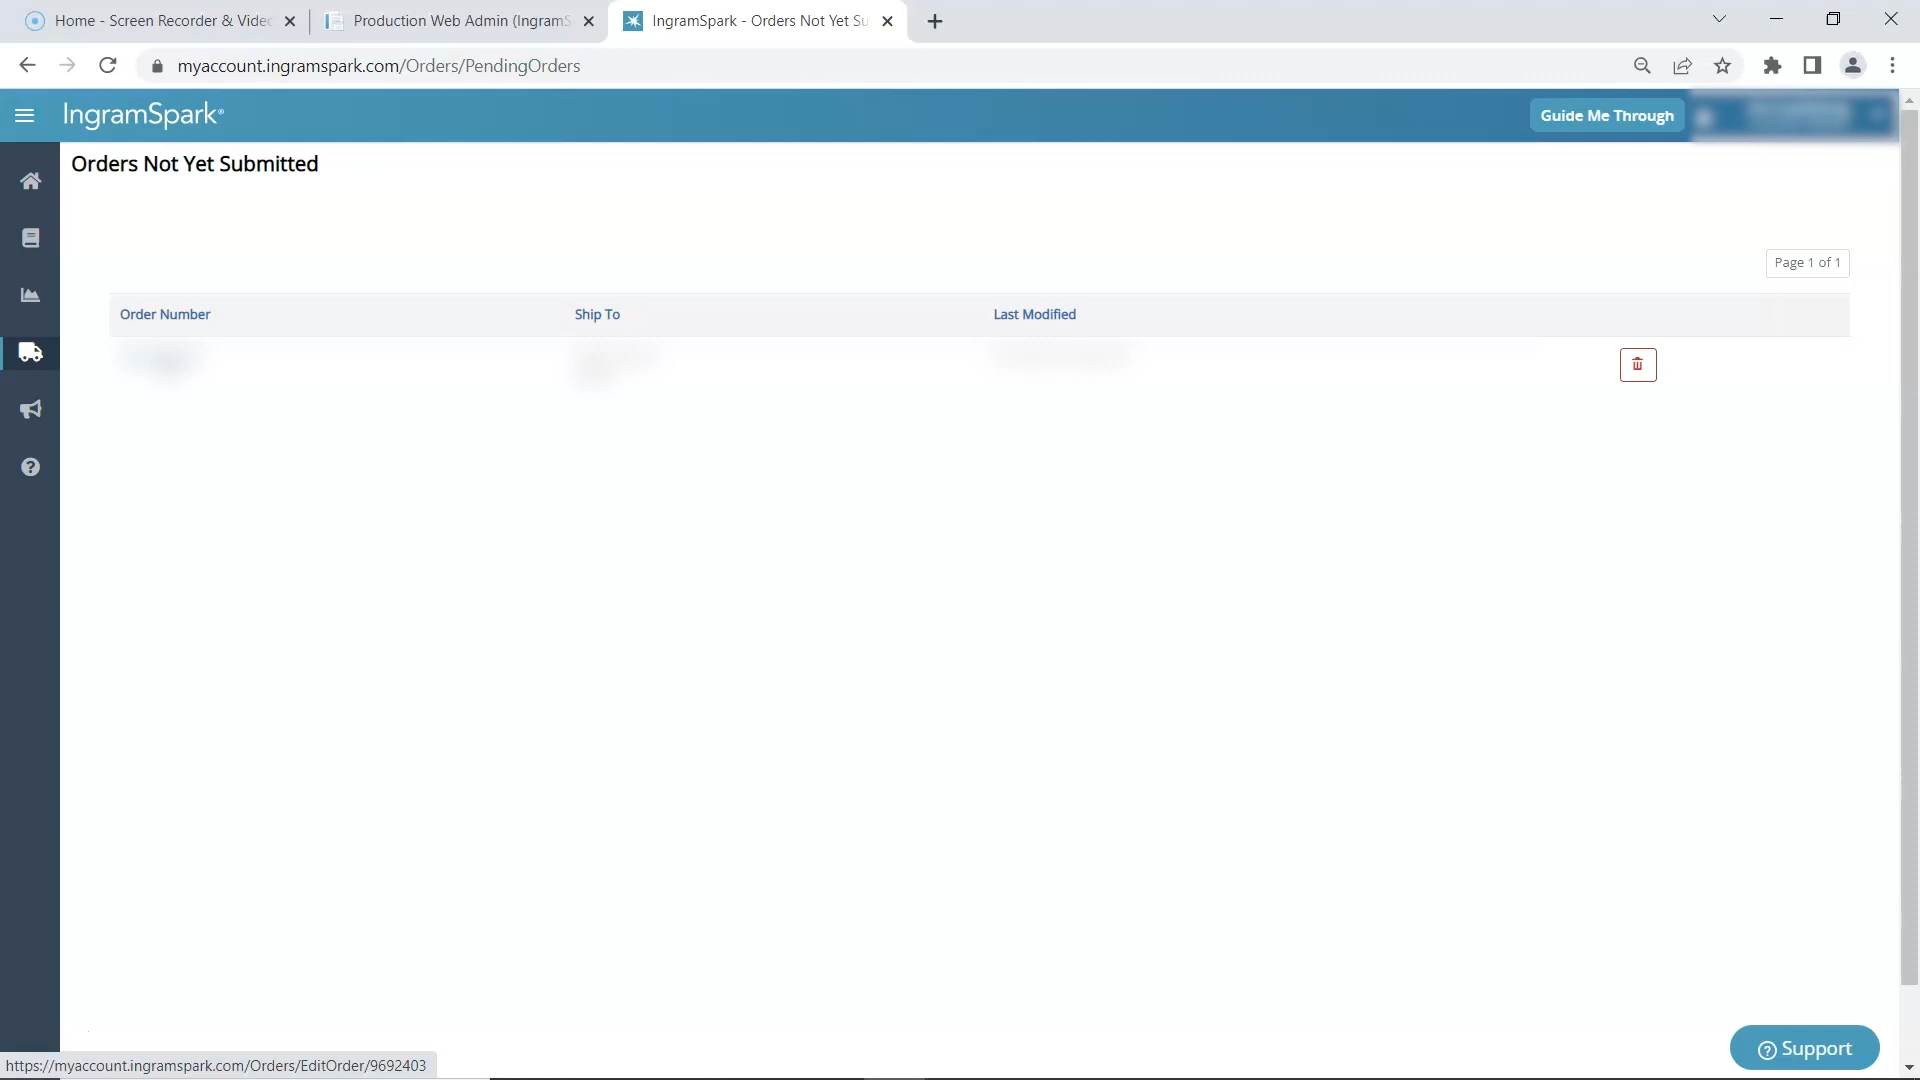 Home - Screen Recorder & Videc
Production Web Admin (IngramS
IngramSpark - Orders Not Yet Su
myaccount.ingramspark.com/Orders/PendingOrders
IngramSpark®
Guide Me Through
Orders Not Yet Submitted
Page 1 of 1
Order Number Ship To Last Modified
Support
https://myaccount.ingramspark.com/Orders/EditOrder/9692403